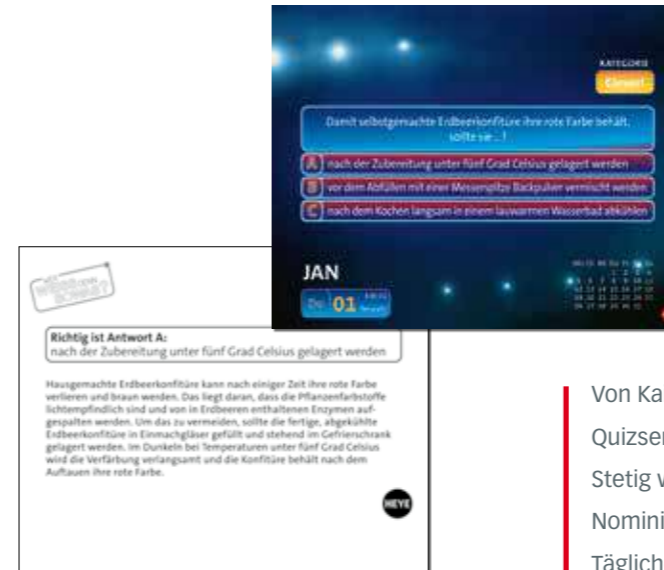 KATEGORIE
Damit selbstgemachte Erdbeerkonfitüre ihre rote Farbe behält,
sollte sie ...?
A nach der Zubereitung unter fünf Grad Celsius gelagert werden
B vor dem Abfüllen mit einer Messerspitze Backpulver vermischt werden
C nach dem Kochen langsam in einem lauwarmen Wasserbad abkühlen
JAN
Do 01
WER
WEISS DENN
SOWAS?
Richtig ist Antwort A:
nach der Zubereitung unter fünf Grad Celsius gelagert werden
Hausgemachte Erdbeerkonfitüre kann nach einiger Zeit ihre rote Farbe
verlieren und braun werden. Das liegt daran, dass die Pflanzenfarbstoffe
lichtempfindlich sind und von in Erdbeeren enthaltenen Enzymen auf-
gespalten werden. Um das zu vermeiden, sollte die fertige, abgekühlte
Erdbeerkonfitüre in Einmachgläser gefüllt und stehend im Gefrierschrank
gelagert werden. Im Dunkeln bei Temperaturen unter fünf Grad Celsius
wird die Verfärbung verlangsamt und die Konfitüre behält nach dem
Auftauen ihre rote Farbe.
HEYE
Von Ka
Quizser
Stetig w
Nomini
Täglich